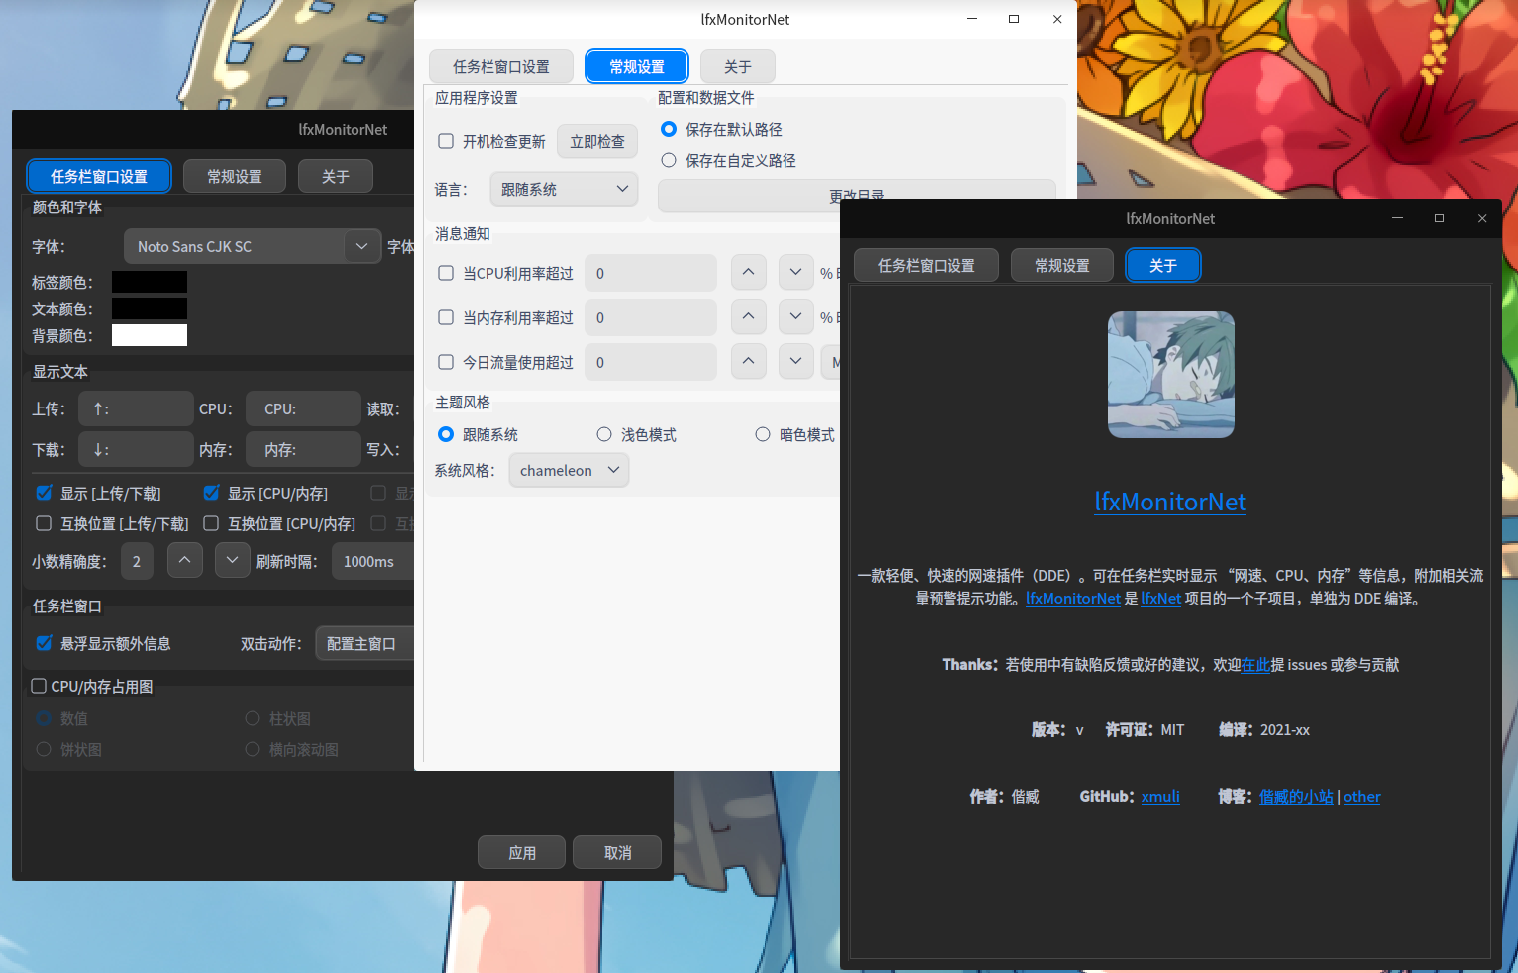 lfxMonitorNet
任务栏窗口设置 常规设置 关于
颜色和字体
字体： Noto Sans CJK SC 字体
标签颜色：
文本颜色：
背景颜色：
显示文本
上传： ↑: CPU： CPU: 读取：
下载： ↓: 内存： 内存: 写入：
显示 [上传/下载] 显示 [CPU/内存]
互换位置 [上传/下载] 互换位置 [CPU/内存]
小数精确度： 2 刷新时隔： 1000ms
任务栏窗口
悬浮显示额外信息 双击动作： 配置主窗口
CPU/内存占用图
数值 柱状图
饼状图 横向滚动图
应用 取消
lfxMonitorNet
任务栏窗口设置 常规设置 关于
应用程序设置 配置和数据文件
开机检查更新 立即检查 保存在默认路径
保存在自定义路径
语言： 跟随系统
更改目录
消息通知
当CPU利用率超过 0 %
当内存利用率超过 0 %
今日流量使用超过 0
主题风格
跟随系统 浅色模式 暗色模式
系统风格： chameleon
lfxMonitorNet
任务栏窗口设置 常规设置 关于
lfxMonitorNet
一款轻便、快速的网速插件（DDE）。可在任务栏实时显示 “网速、CPU、内存”等信息，附加相关流
量预警提示功能。lfxMonitorNet 是 lfxNet 项目的一个子项目，单独为 DDE 编译。
Thanks：若使用中有缺陷反馈或好的建议，欢迎在此提 issues 或参与贡献
版本： v 许可证：MIT 编译：2021-xx
作者：偕臧 GitHub：xmuli 博客：偕臧的小站 | other